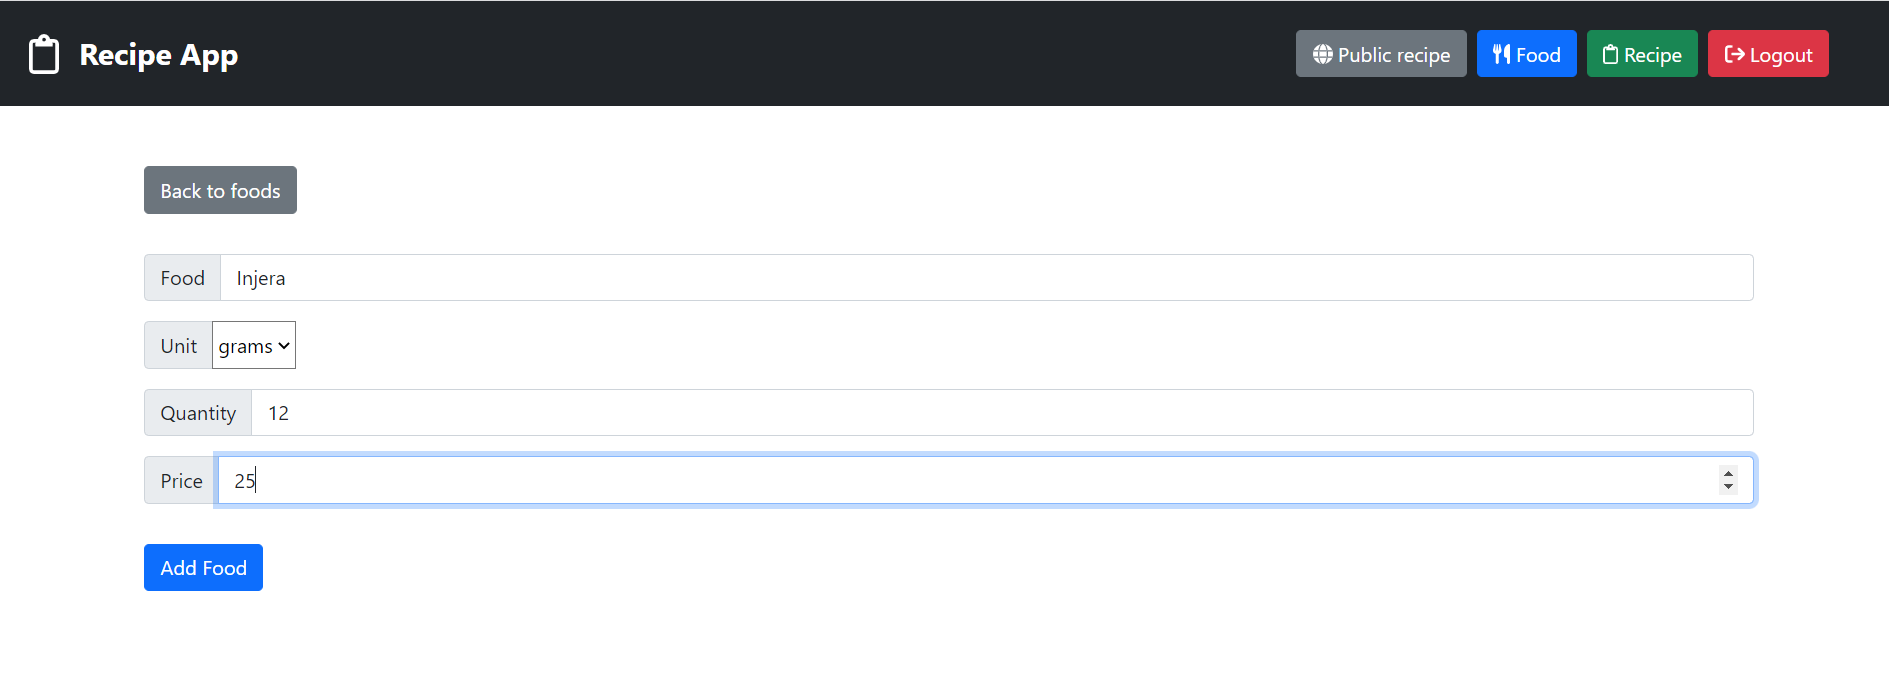 Recipe App
Public recipe
Food
Recipe
Logout
Back to foods
Food Injera
Unit grams
Quantity 12
Price 25
Add Food